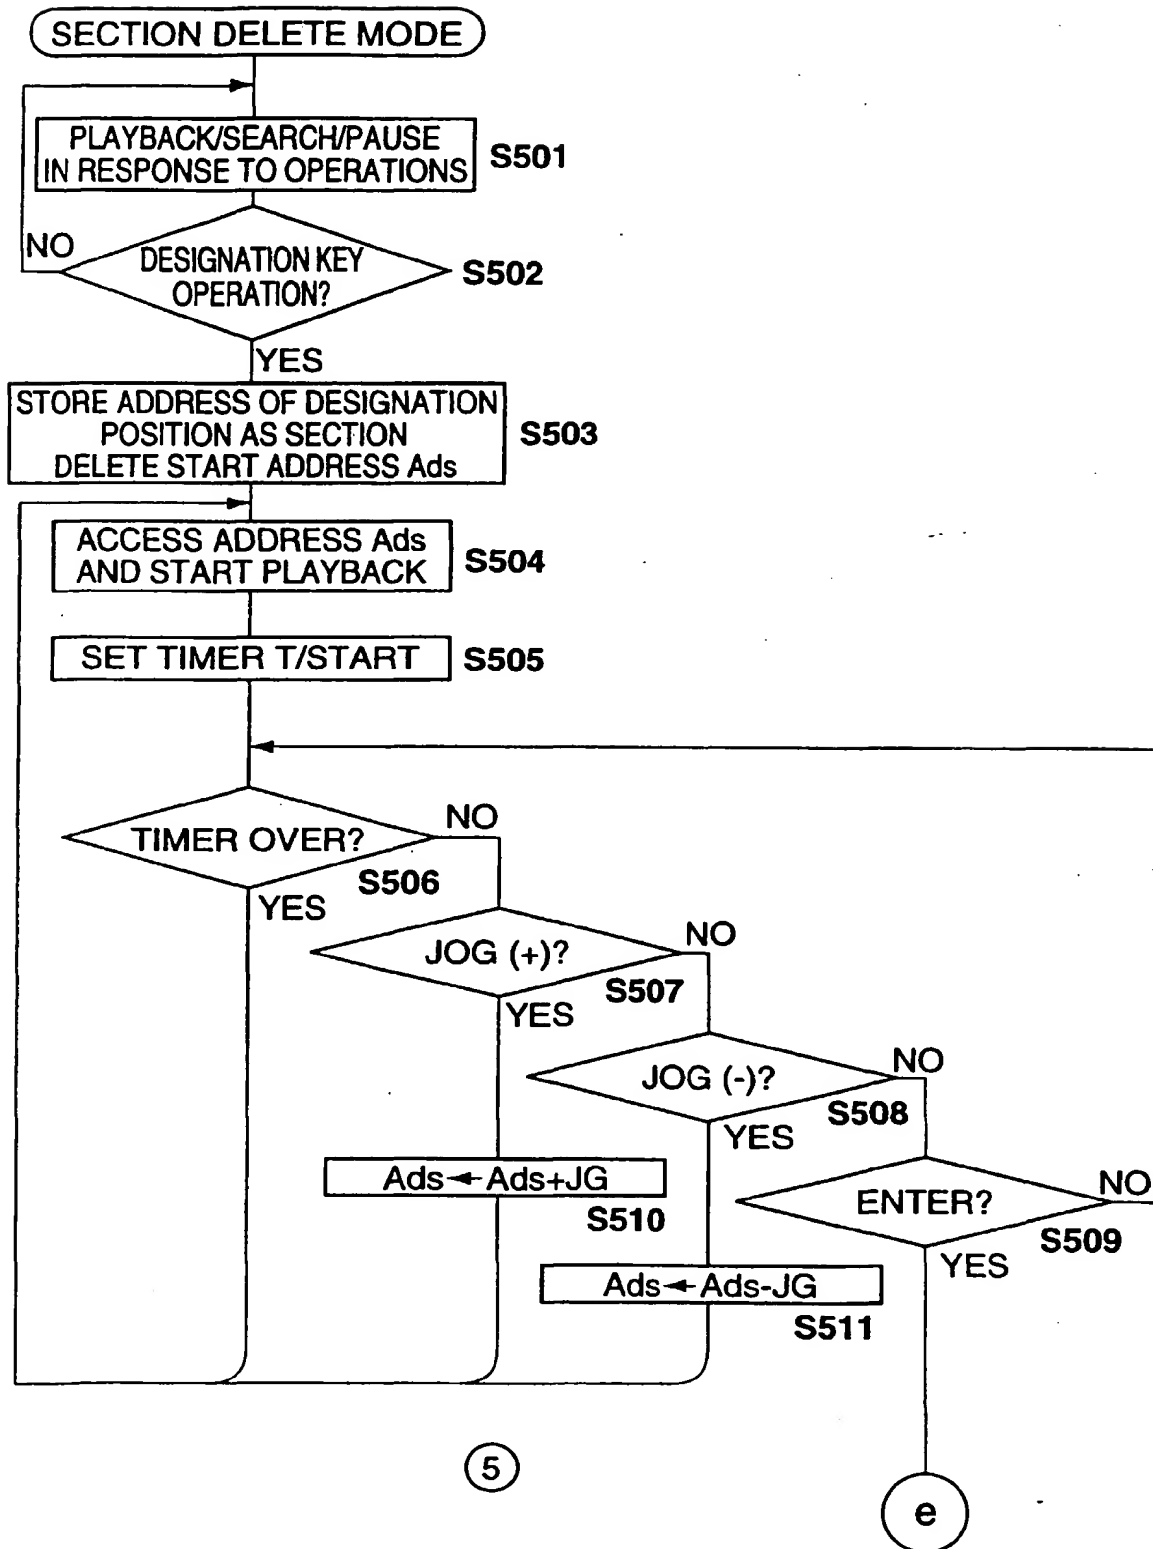 SECTION DELETE MODE
PLAYBACK/SEARCH/PAUSE
IN RESPONSE TO OPERATIONS
S501
NO
DESIGNATION KEY
OPERATION?
S502
YES
STORE ADDRESS OF DESIGNATION
POSITION AS SECTION
DELETE START ADDRESS Ads
S503
ACCESS ADDRESS Ads
AND START PLAYBACK
S504
SET TIMER T/START
S505
TIMER OVER?
NO
S506
YES
JOG (+)?
NO
S507
YES
JOG (-)?
NO
S508
YES
Ads←Ads+JG
S510
ENTER?
NO
S509
YES
Ads←Ads-JG
S511
5
e